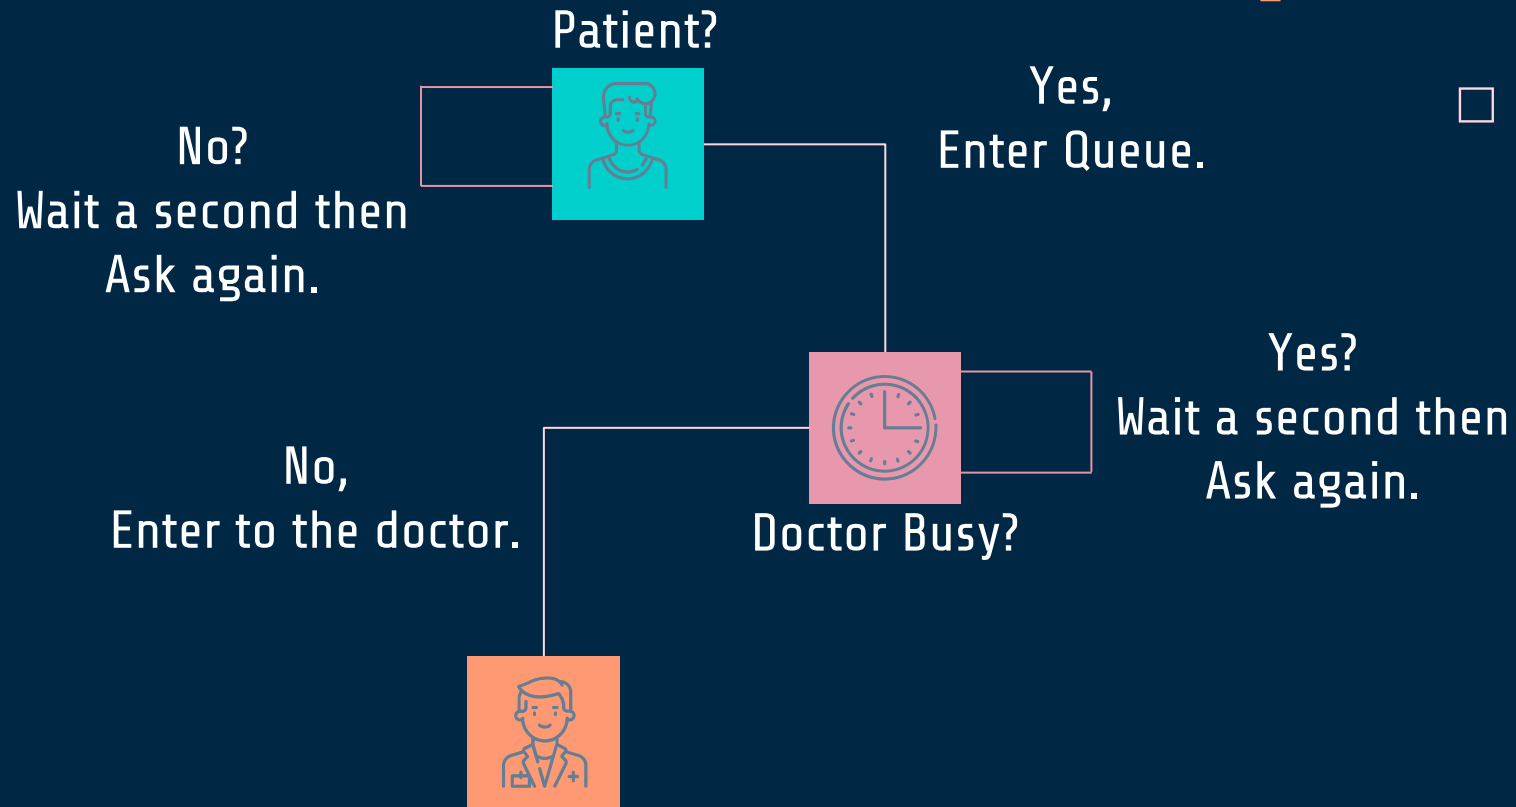 Patient?
Yes,
Enter Queue.
No?
Wait a second then
Ask again.
Yes?
Wait a second then
Ask again.
No,
Enter to the doctor.
Doctor Busy?